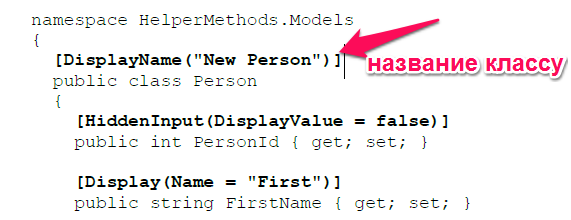 namespace HelperMethods.Models
{
[DisplayName("New Person")]
название классу
public class Person
{
[HiddenInput(DisplayValue = false)]
public int PersonId { get; set; }
[Display(Name = "First")]
public string FirstName { get; set; }